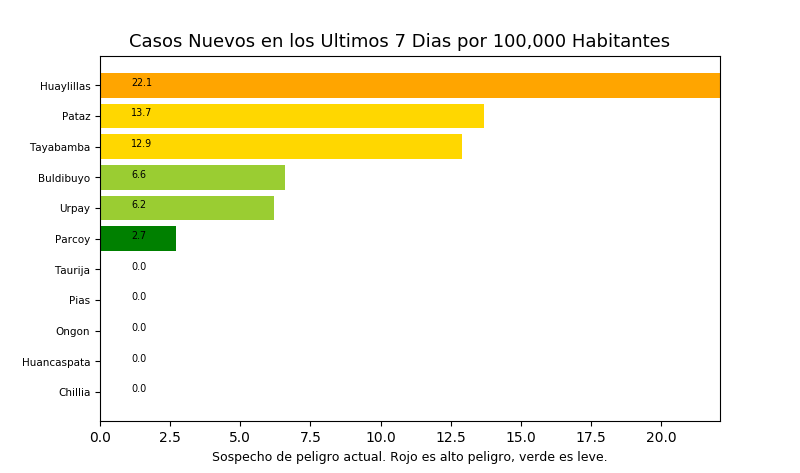 Casos Nuevos en los Ultimos 7 Dias por 100,000 Habitantes
Huaylillas 22.1
Pataz 13.7
Tayabamba 12.9
Buldibuyo 6.6
Urpay 6.2
Parcoy 2.7
Taurija 0.0
Pias 0.0
Ongon 0.0
Huancaspata 0.0
Chillia 0.0
0.0 2.5 5.0 7.5 10.0 12.5 15.0 17.5 20.0
Sospecho de peligro actual. Rojo es alto peligro, verde es leve.